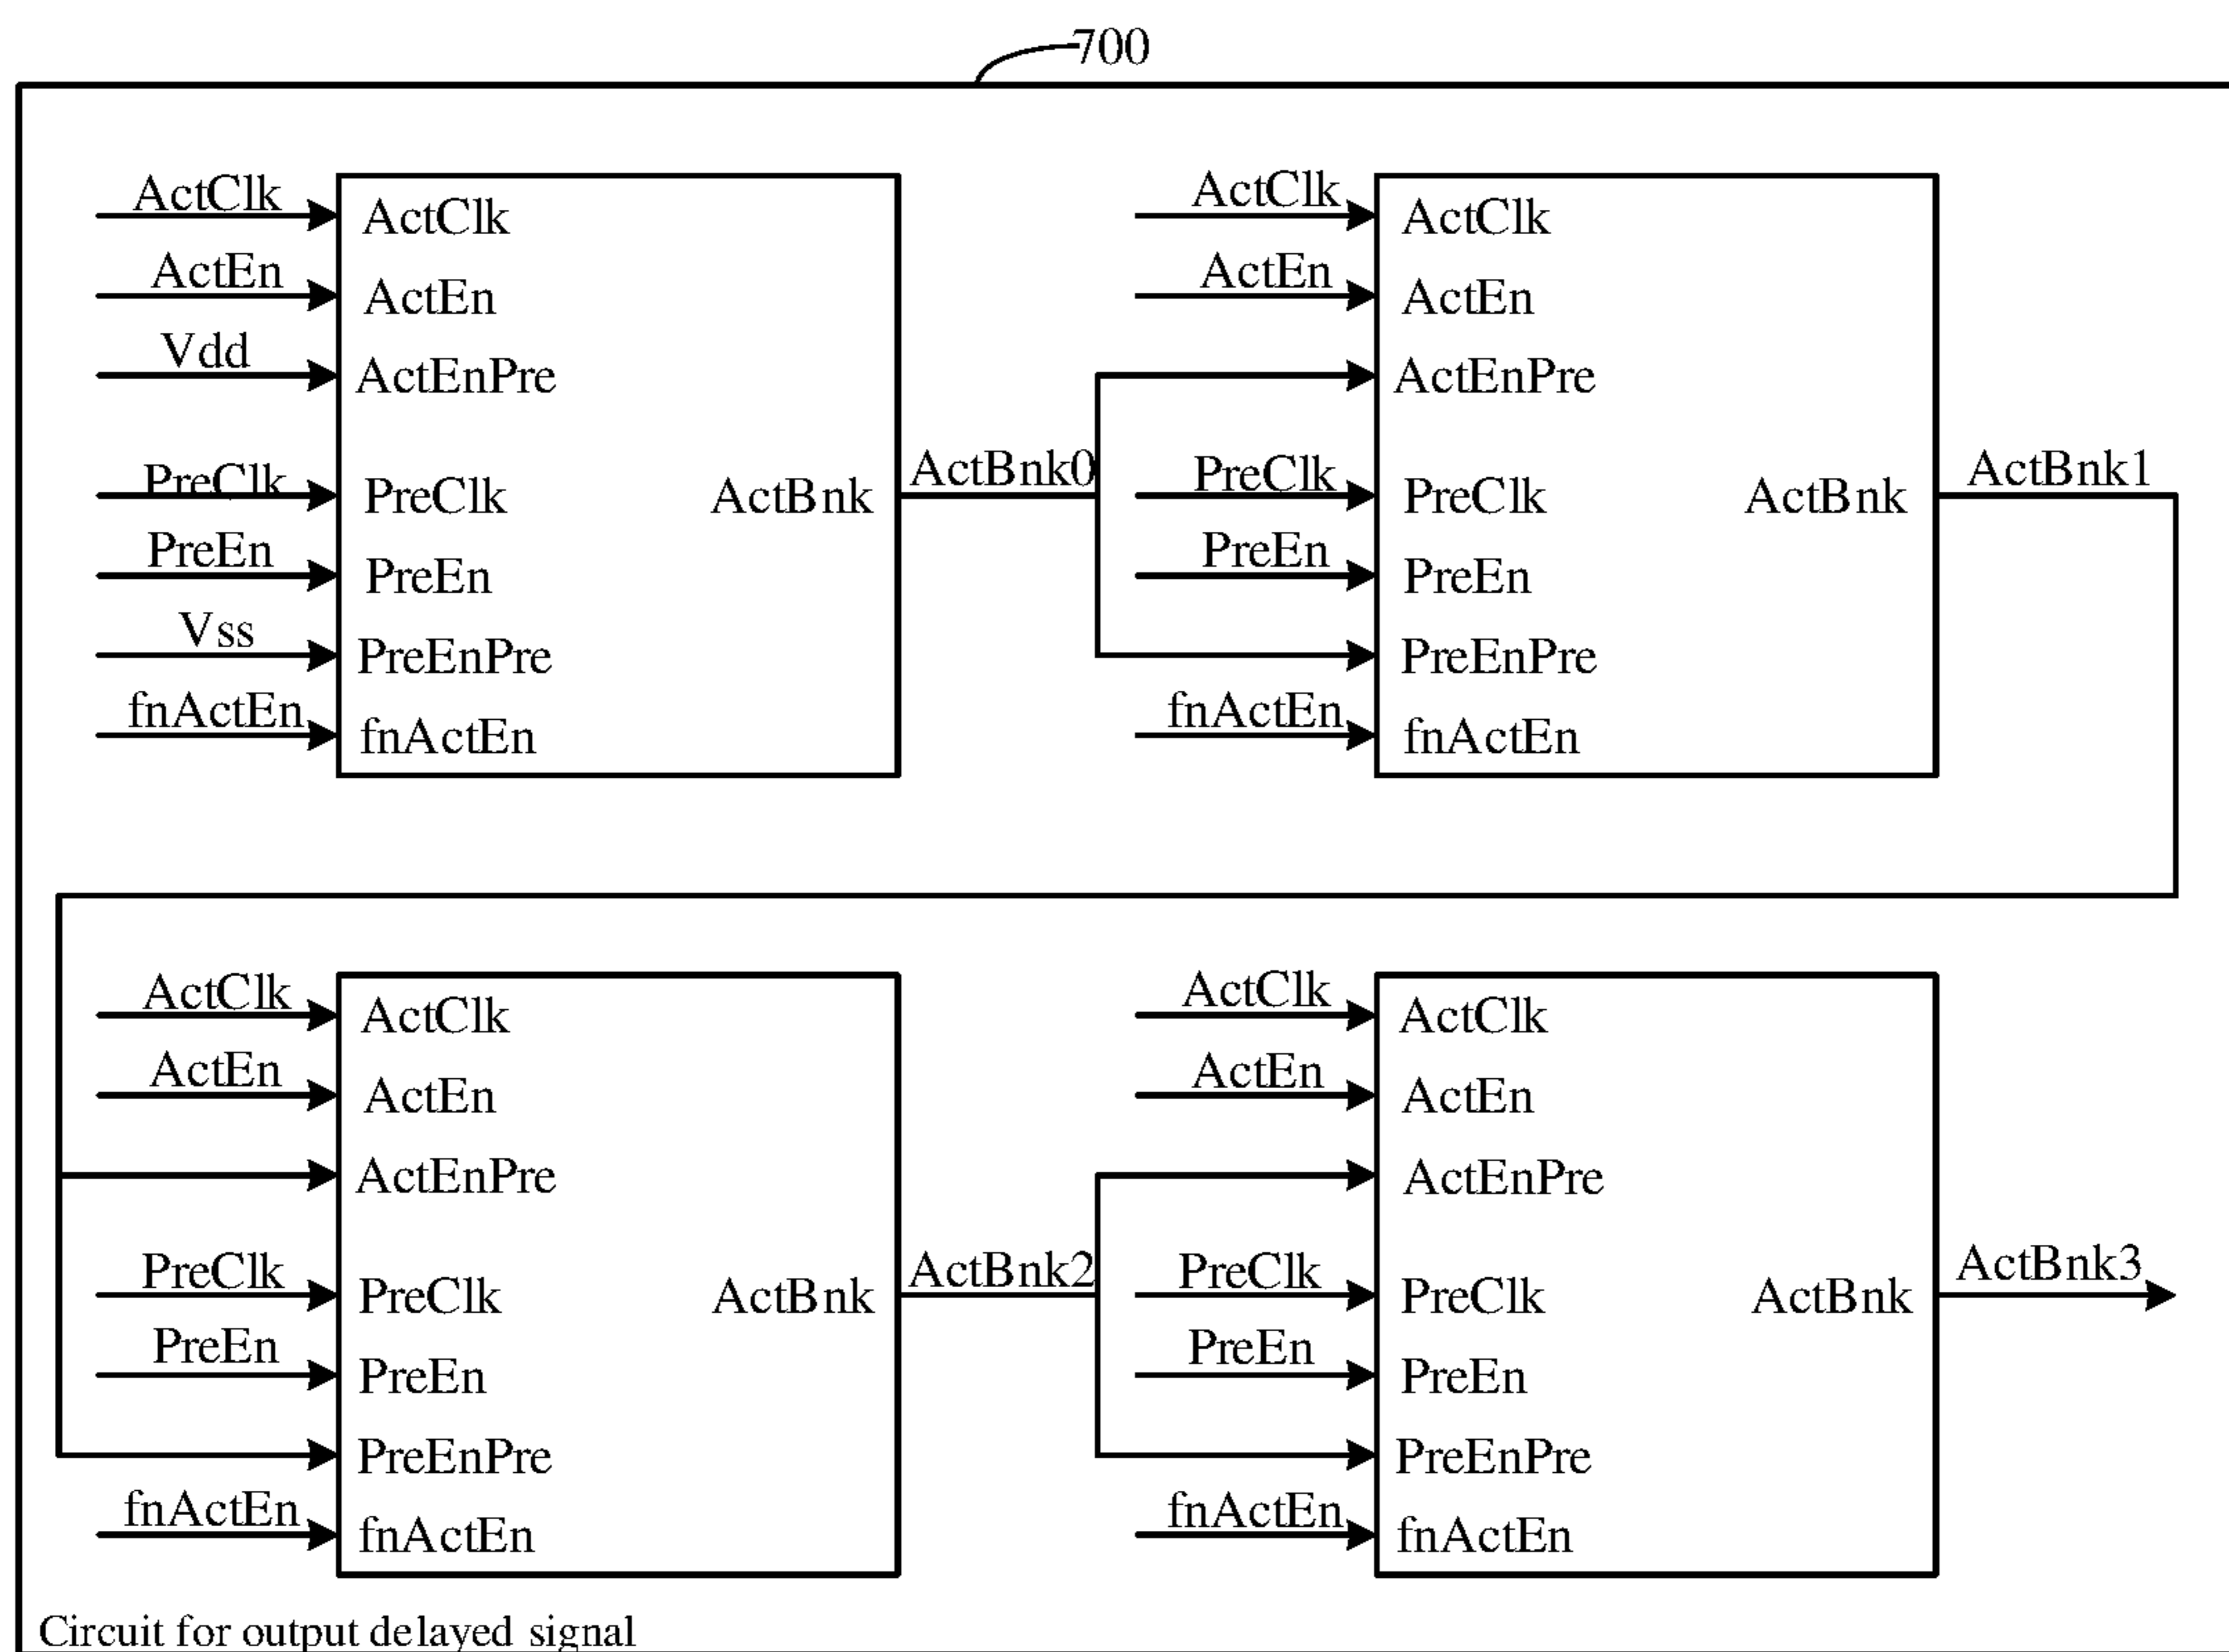 700
ActClk
ActEn
Vdd
PreClk
PreEn
Vss
fnActEn
ActClk
ActEn
ActEnPre
PreClk
PreEn
PreEnPre
fnActEn
ActBnk
ActBnk0
ActClk
ActEn
PreClk
PreEn
fnActEn
ActClk
ActEn
ActEnPre
PreClk
PreEn
PreEnPre
fnActEn
ActBnk
ActBnk1
ActClk
ActEn
PreClk
PreEn
fnActEn
ActClk
ActEn
ActEnPre
PreClk
PreEn
PreEnPre
fnActEn
ActBnk
ActBnk2
ActClk
ActEn
PreClk
PreEn
fnActEn
ActClk
ActEn
ActEnPre
PreClk
PreEn
PreEnPre
fnActEn
ActBnk
ActBnk3
Circuit for output delayed signal